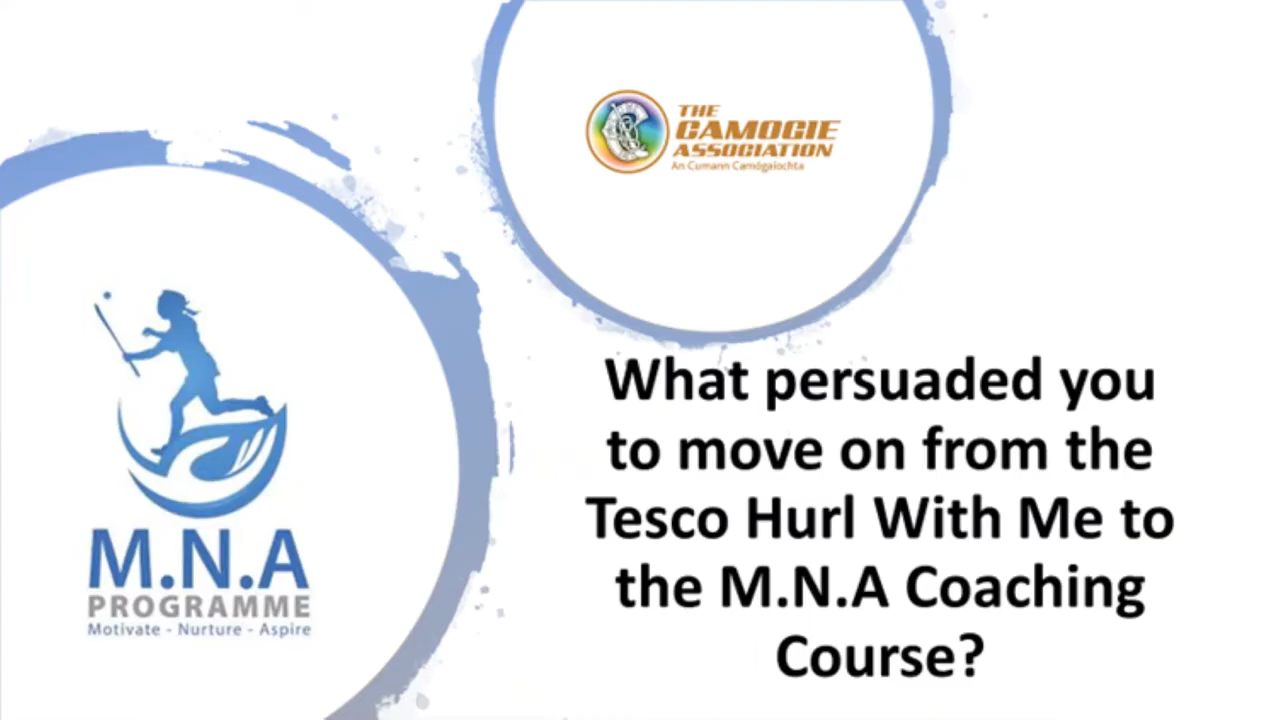 THE
CAMOGIE
ASSOCIATION
An Cumann Camógaíochta
What persuaded you
to move on from the
Tesco Hurl With Me to
the M.N.A Coaching
Course?
M.N.A
PROGRAMME
Motivate - Nurture - Aspire